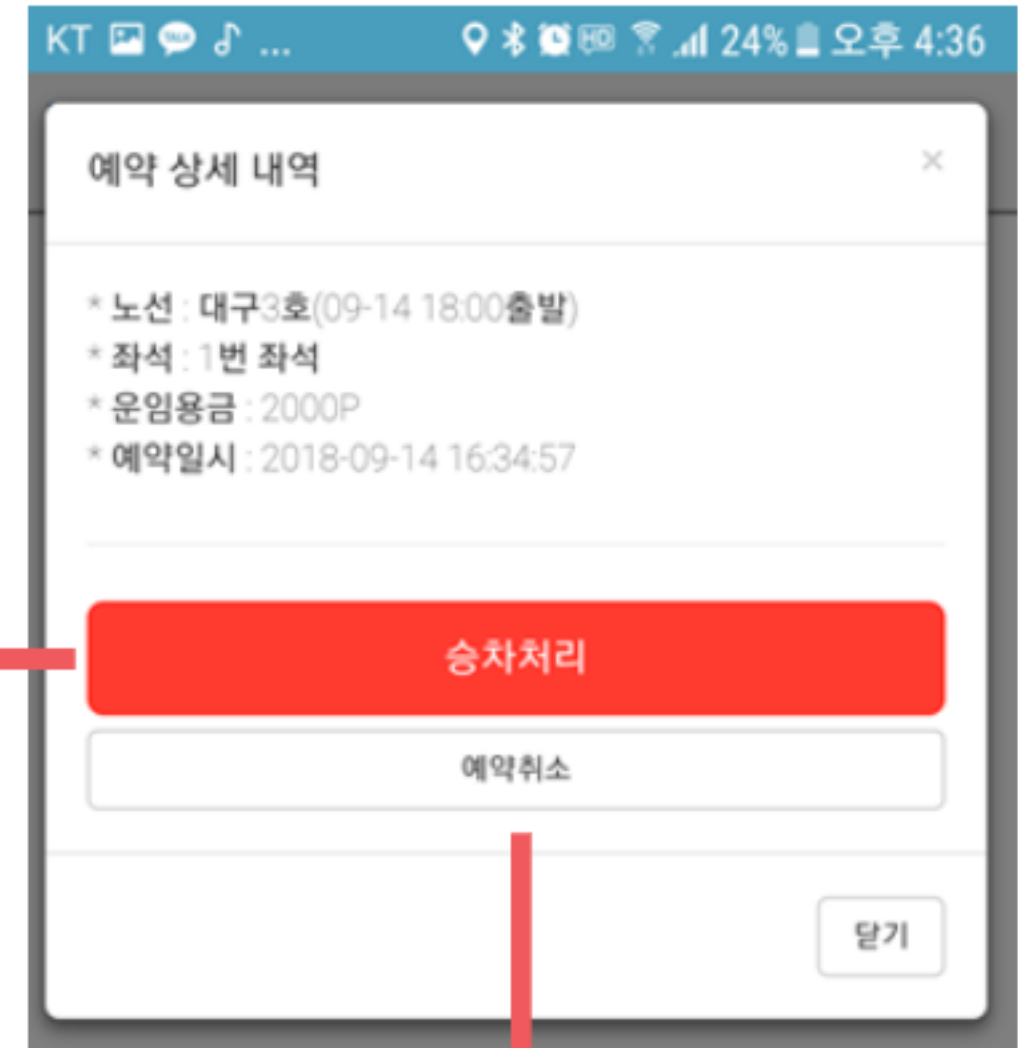 KT TALK ... HD 24% 오후 4:36
예약 상세 내역 ×
* 노선 : 대구3호(09-14 18:00출발)
* 좌석 : 1번 좌석
* 운임용금 : 2000P
* 예약일시 : 2018-09-14 16:34:57
승차처리
예약취소
닫기